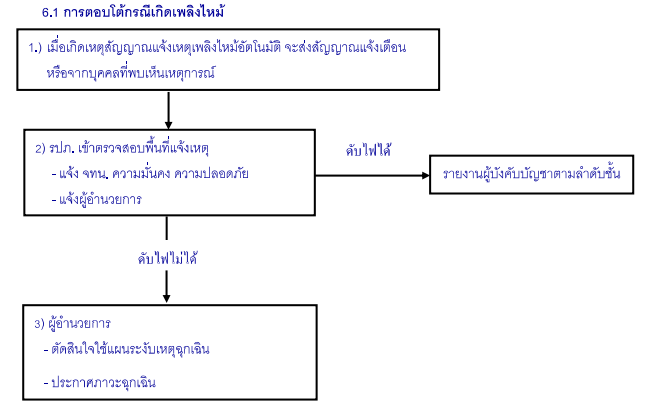 6.1 การตอบโต้กรณีเกิดเพลิงไหม้
1.) เมื่อเกิดเหตุสัญญาณแจ้งเหตุเพลิงไหม้อัตโนมัติ จะส่งสัญญาณแจ้งเตือน
หรือจากบุคคลที่พบเห็นเหตุการณ์
2) รปภ. เข้าตรวจสอบพื้นที่แจ้งเหตุ
- แจ้ง จทน. ความมั่นคง ความปลอดภัย
- แจ้งผู้อำนวยการ
ดับไฟได้
รายงานผู้บังคับบัญชาตามลำดับชั้น
ดับไฟไม่ได้
3) ผู้อำนวยการ
- ตัดสินใจใช้แผนระงับเหตุฉุกเฉิน
- ประกาศภาวะฉุกเฉิน